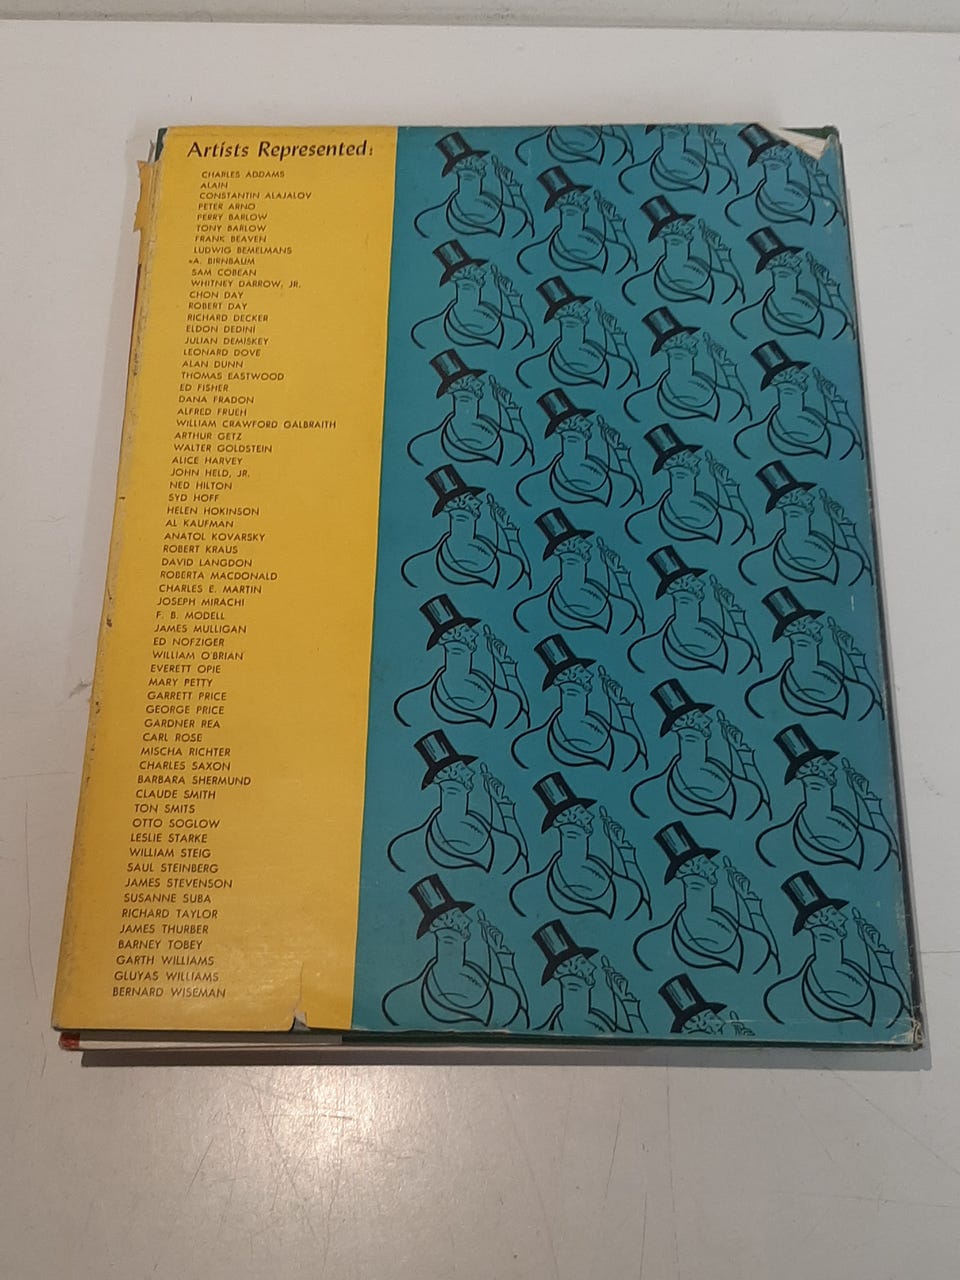 Artists Represented:
CHARLES ADDAMS
ALAIN
CONSTANTIN ALAJALOV
PETER ARNO
PERRY BARLOW
TONY BARLOW
FRANK BEAVEN
LUDWIG BEMELMANS
A. BIRNBAUM
SAM COBEAN
WHITNEY DARROW, JR.
CHON DAY
ROBERT DAY
RICHARD DECKER
ELDON DEDINI
JULIAN DEMISKEY
LEONARD DOVE
ALAN DUNN
THOMAS EASTWOOD
ED FISHER
DANA FRADON
ALFRED FRUEH
WILLIAM CRAWFORD GALBRAITH
ARTHUR GETZ
WALTER GOLDSTEIN
ALICE HARVEY
JOHN HELD, JR.
NED HILTON
SYD HOFF
HELEN HOKINSON
AL KAUFMAN
ANATOL KOVARSKY
ROBERT KRAUS
DAVID LANGDON
ROBERTA MACDONALD
CHARLES E. MARTIN
JOSEPH MIRACHI
F. B. MODELL
JAMES MULLIGAN
ED NOFZIGER
WILLIAM O'BRIAN
EVERETT OPIE
MARY PETTY
GARRETT PRICE
GEORGE PRICE
GARDNER REA
CARL ROSE
MISCHA RICHTER
CHARLES SAXON
BARBARA SHERMUND
CLAUDE SMITH
TON SMITS
OTTO SOGLOW
LESLIE STARKE
WILLIAM STEIG
SAUL STEINBERG
JAMES STEVENSON
SUSANNE SUBA
RICHARD TAYLOR
JAMES THURBER
BARNEY TOBEY
GARTH WILLIAMS
GLUYAS WILLIAMS
BERNARD WISEMAN